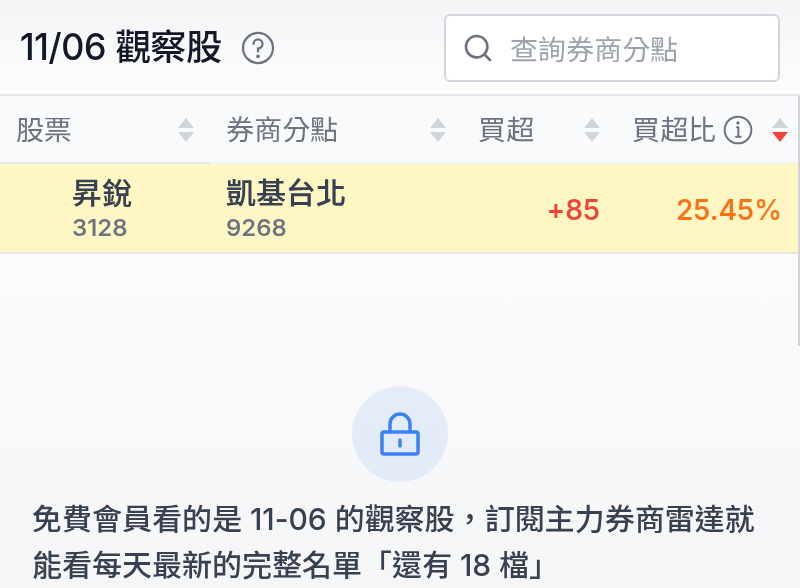 11/06 觀察股
查詢券商分點
股票 券商分點 買超 買超比
昇銳 凱基台北 +85 25.45%
3128 9268
免費會員看的是 11-06 的觀察股，訂閱主力券商雷達就
能看每天最新的完整名單「還有 18 檔」